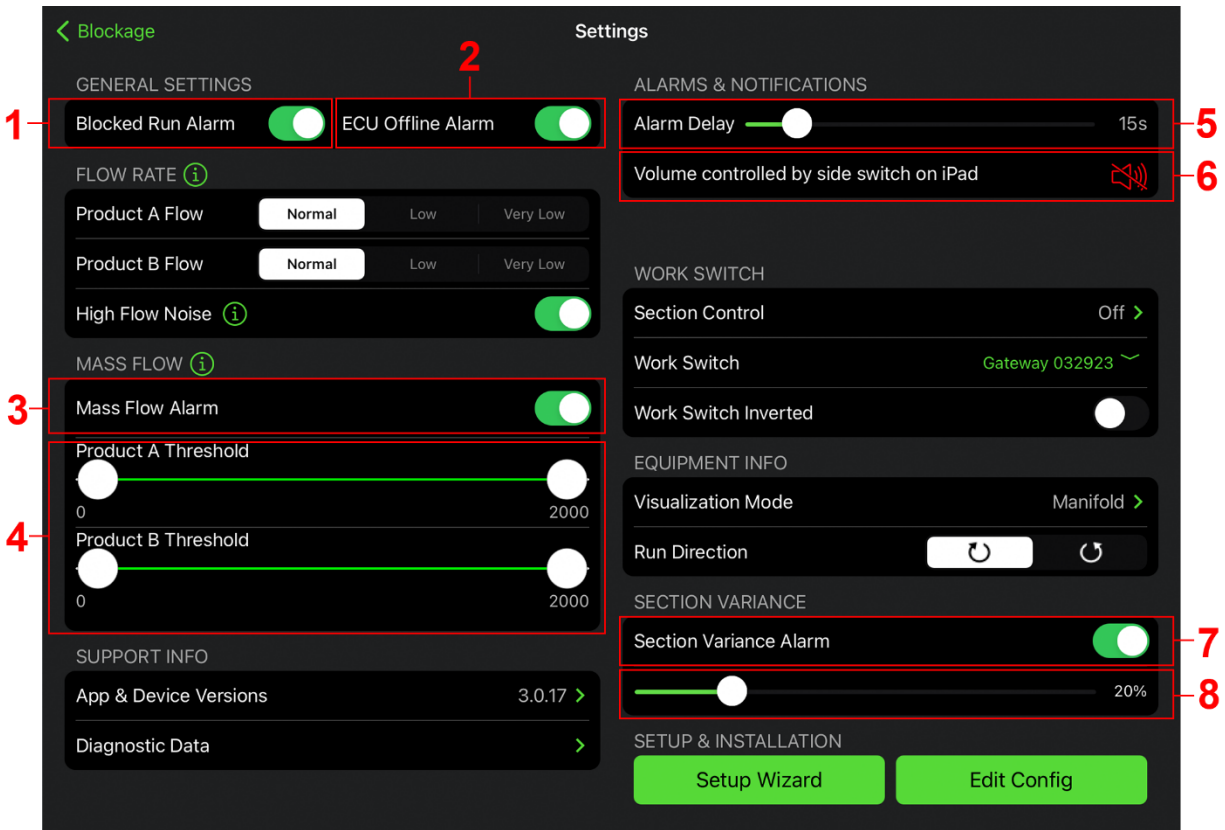 Blockage
Settings
2
GENERAL SETTINGS
1
Blocked Run Alarm
ECU Offline Alarm
FLOW RATE i
Product A Flow Normal Low Very Low
Product B Flow Normal Low Very Low
High Flow Noise i
MASS FLOW i
3
Mass Flow Alarm
4
Product A Threshold
0 2000
Product B Threshold
0 2000
SUPPORT INFO
App & Device Versions 3.0.17
Diagnostic Data
ALARMS & NOTIFICATIONS
Alarm Delay 15s
5
Volume controlled by side switch on iPad
6
WORK SWITCH
Section Control Off
Work Switch Gateway 032923
Work Switch Inverted
EQUIPMENT INFO
Visualization Mode Manifold
Run Direction
SECTION VARIANCE
Section Variance Alarm
7
20%
8
SETUP & INSTALLATION
Setup Wizard Edit Config